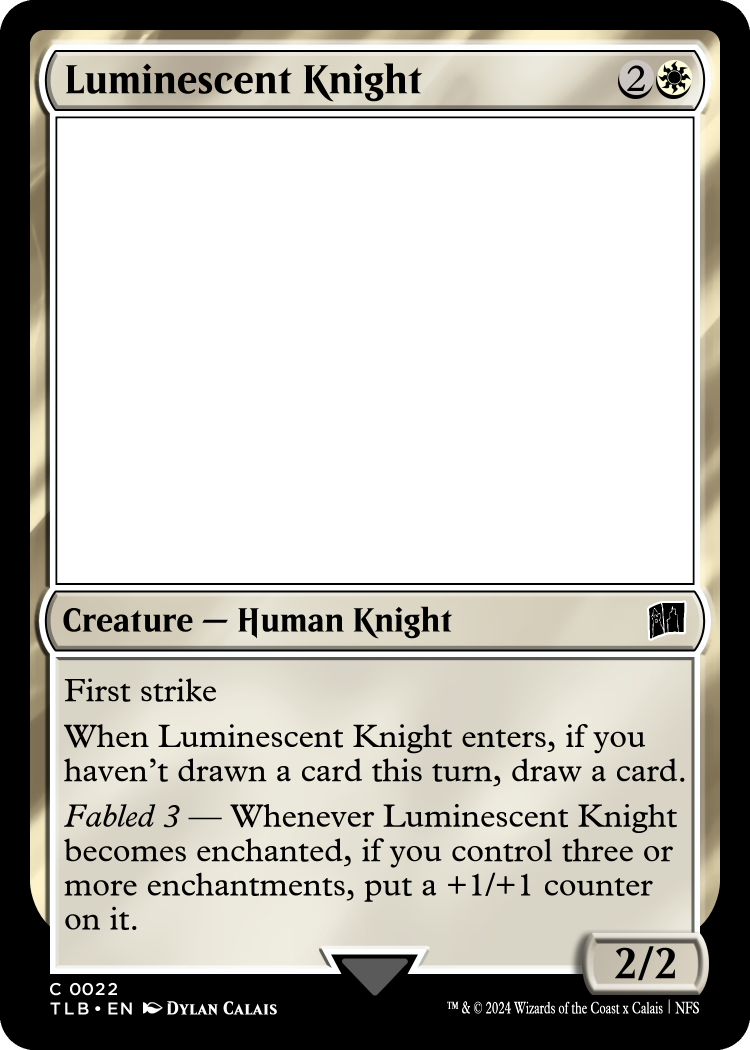 Luminescent Knight 2
Creature — Human Knight
First strike
When Luminescent Knight enters, if you
haven't drawn a card this turn, draw a card.
Fabled 3 — Whenever Luminescent Knight
becomes enchanted, if you control three or
more enchantments, put a +1/+1 counter
on it.
2/2
C 0022
TLB • EN DYLAN CALAIS
™ & © 2024 Wizards of the Coast x Calais | NFS